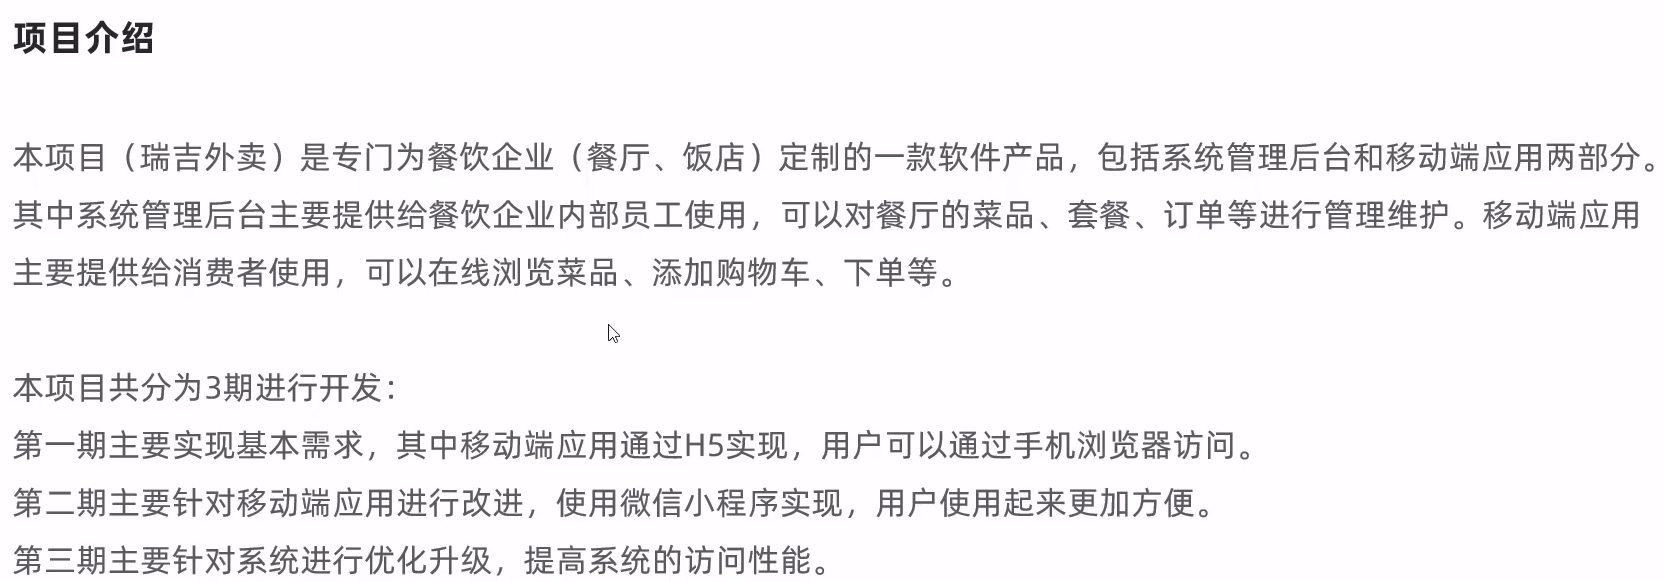 项目介绍
本项目（瑞吉外卖）是专门为餐饮企业（餐厅、饭店）定制的一款软件产品，包括系统管理后台和移动端应用两部分。
其中系统管理后台主要提供给餐饮企业内部员工使用，可以对餐厅的菜品、套餐、订单等进行管理维护。移动端应用
主要提供给消费者使用，可以在线浏览菜品、添加购物车、下单等。
本项目共分为3期进行开发：
第一期主要实现基本需求，其中移动端应用通过H5实现，用户可以通过手机浏览器访问。
第二期主要针对移动端应用进行改进，使用微信小程序实现，用户使用起来更加方便。
第三期主要针对系统进行优化升级，提高系统的访问性能。